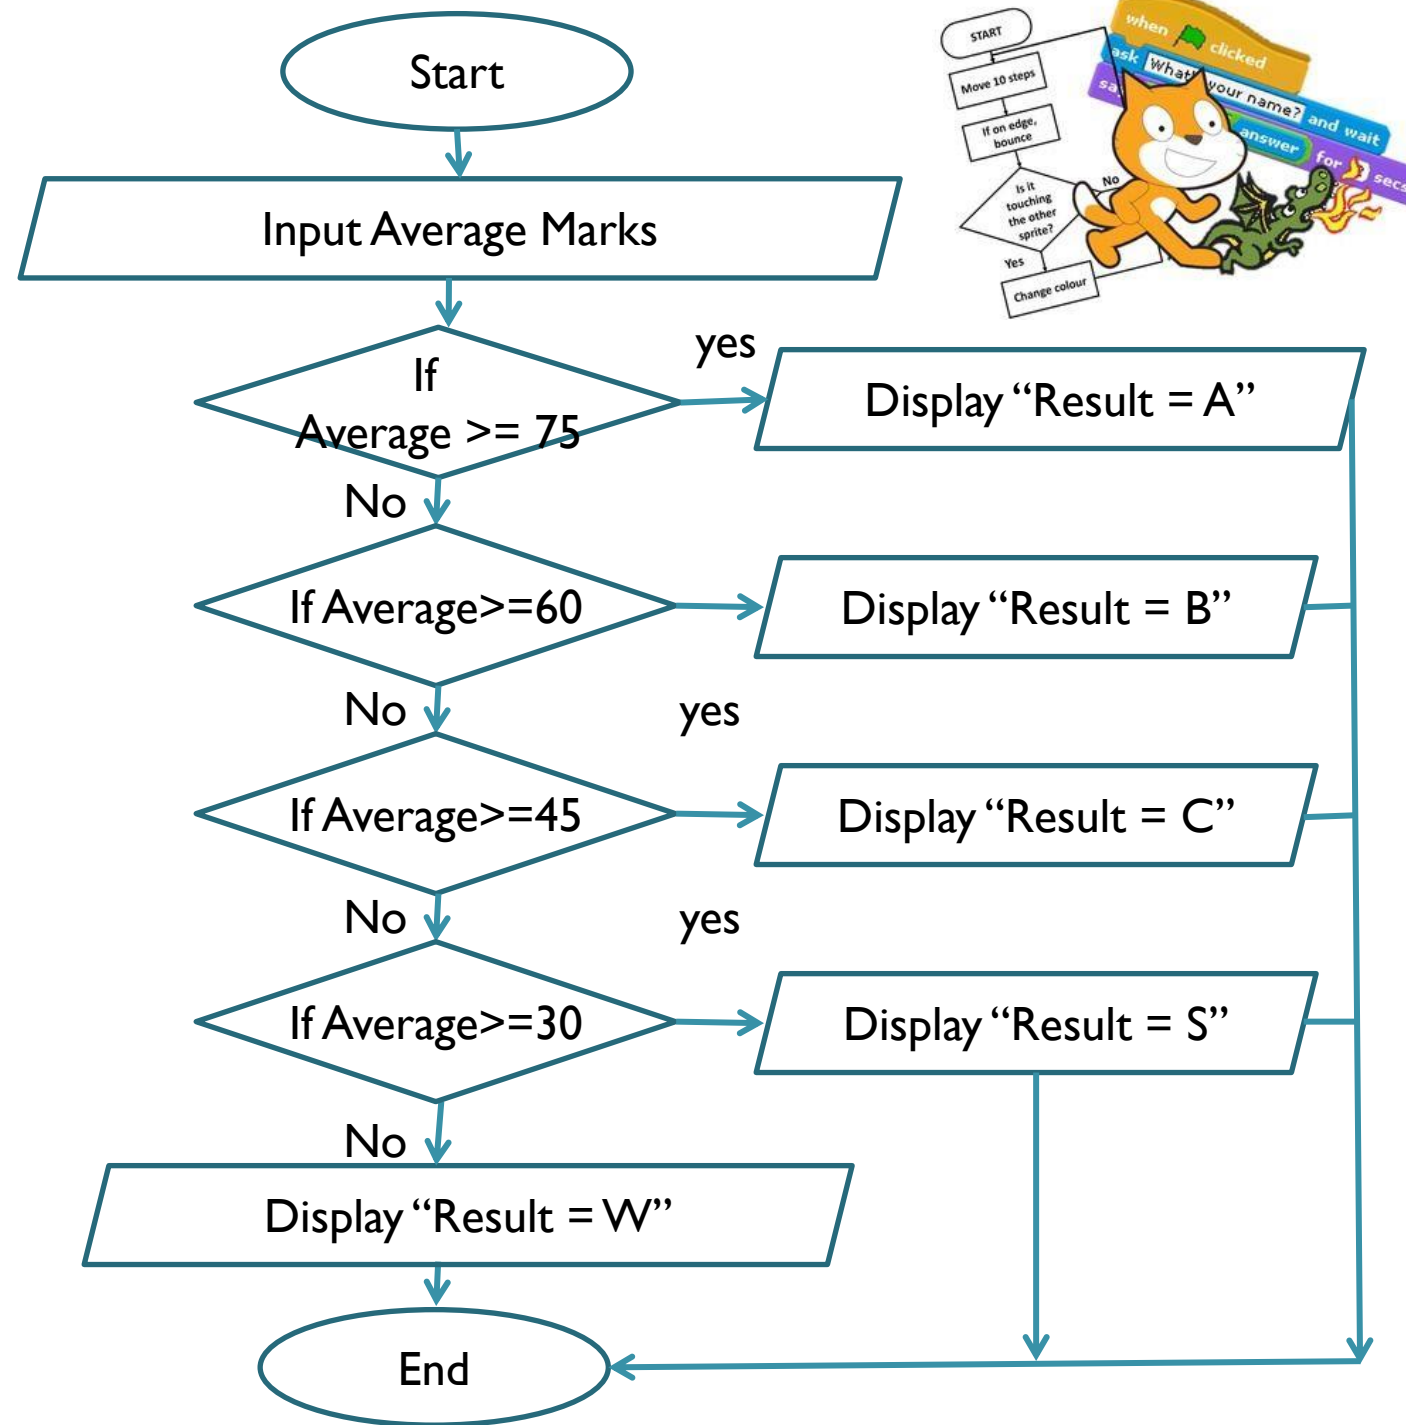 Start
Input Average Marks
If
Average >= 75
yes
Display “Result = A”
No
If Average>=60
Display “Result = B”
No
yes
If Average>=45
Display “Result = C”
No
yes
If Average>=30
Display “Result = S”
No
Display “Result = W”
End
START
Move 10 steps
If on edge,
bounce
Is it
touching
the other
sprite?
No
Yes
Change colour
when clicked
ask What your name? and wait
answer for secs